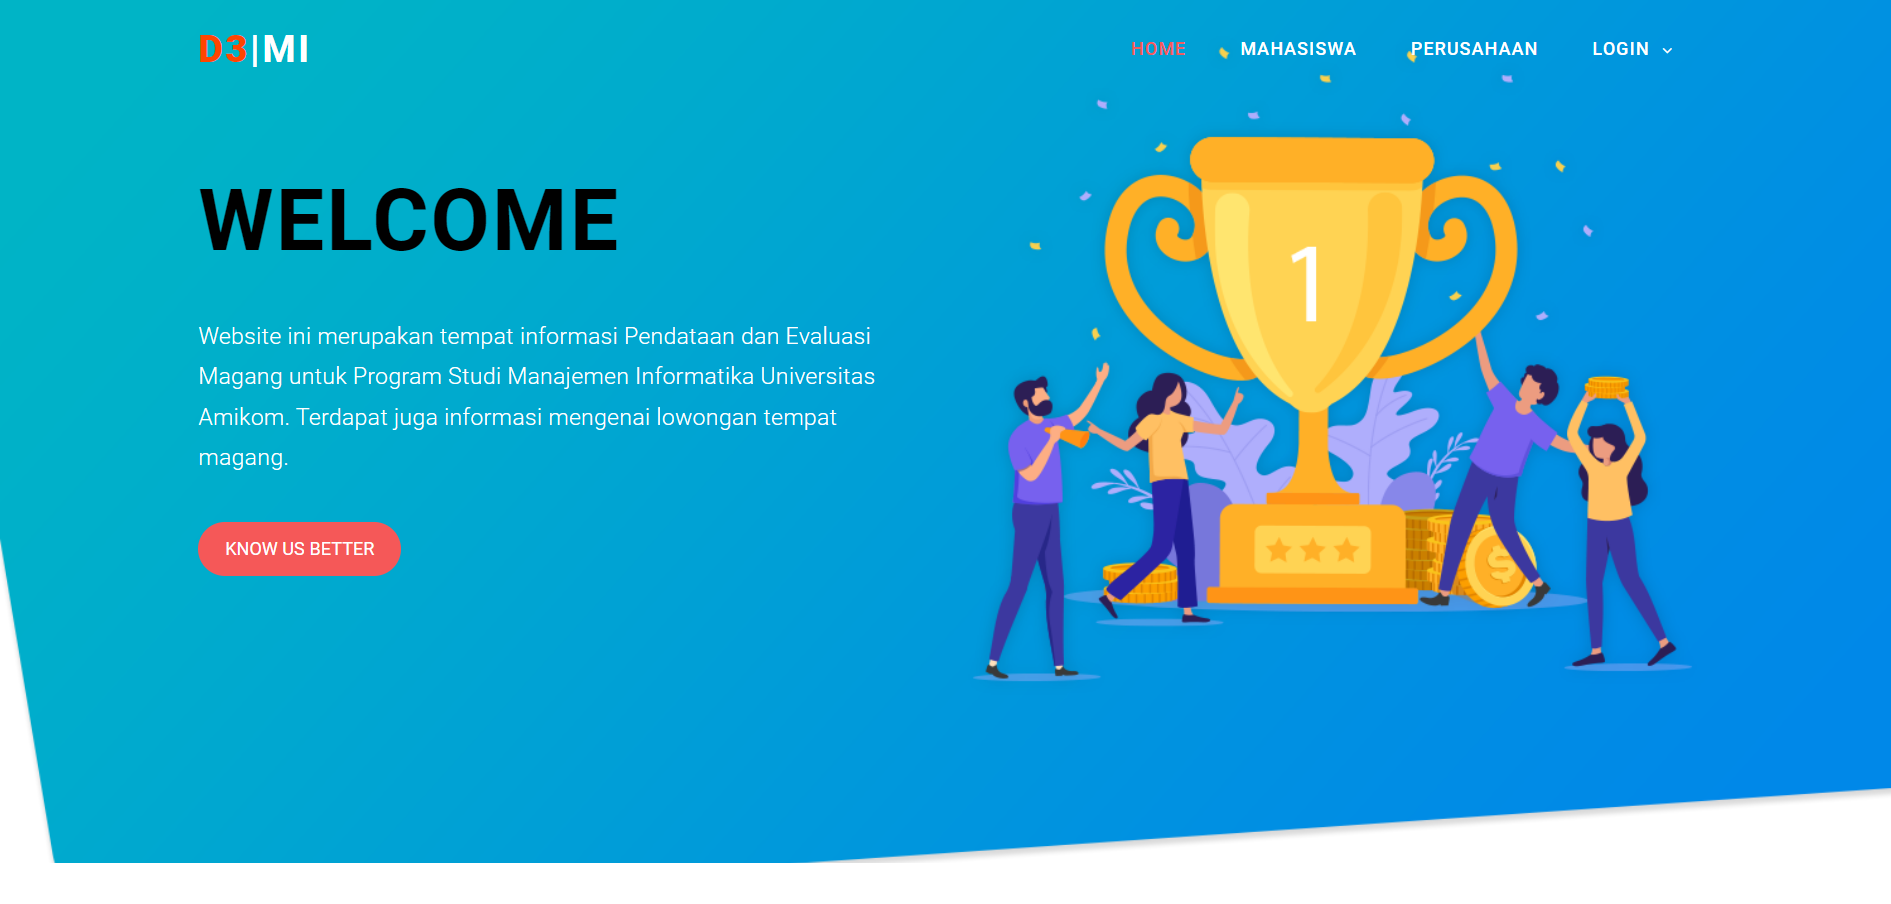 D3|MI
HOME MAHASISWA PERUSAHAAN LOGIN
WELCOME
Website ini merupakan tempat informasi Pendataan dan Evaluasi
Magang untuk Program Studi Manajemen Informatika Universitas
Amikom. Terdapat juga informasi mengenai lowongan tempat
magang.
KNOW US BETTER
1
$